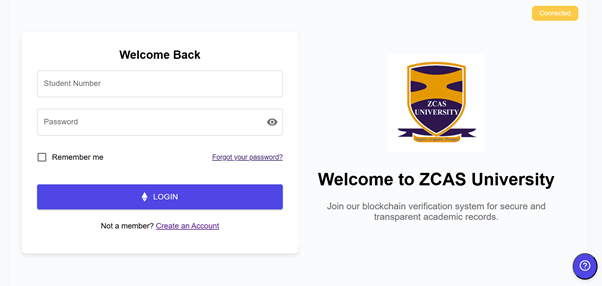 Connected
Welcome Back
Student Number
Password
Remember me
Forgot your password?
LOGIN
Not a member? Create an Account
ZCAS
UNIVERSITY
Welcome to ZCAS University
Join our blockchain verification system for secure and
transparent academic records.